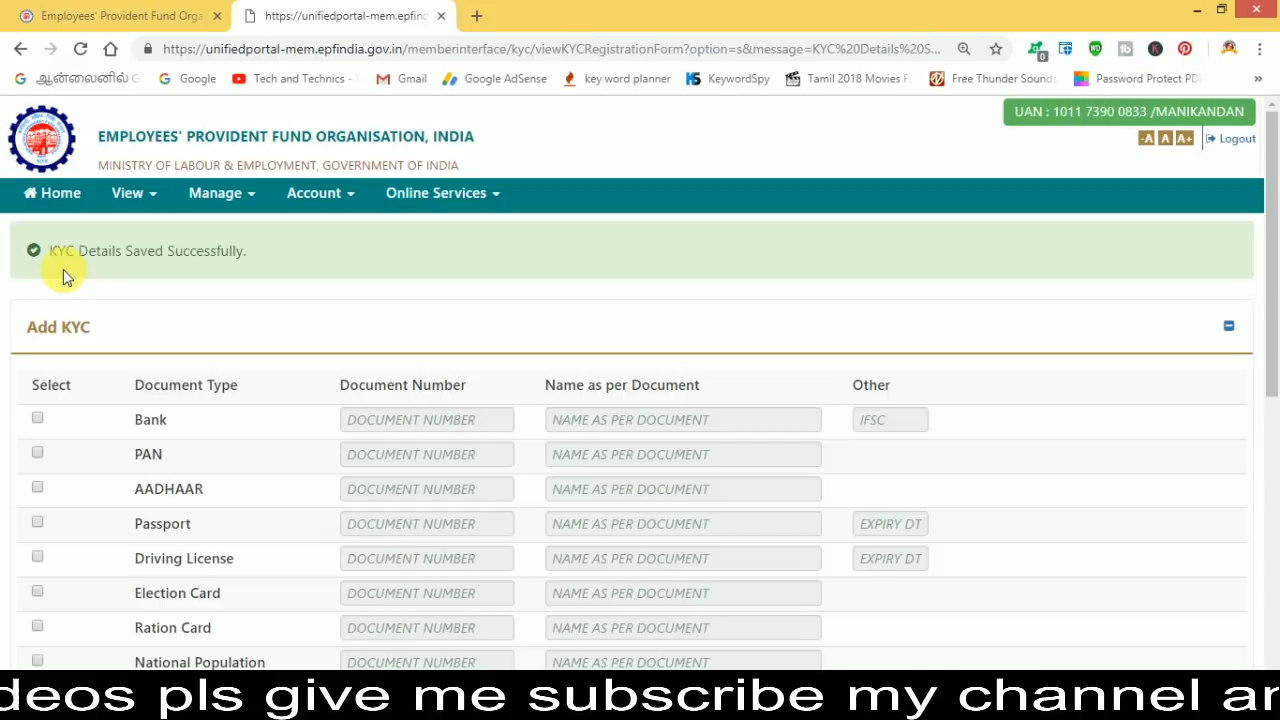 Employees' Provident Fund Orga
https://unifiedportal-mem.epfind
https://unifiedportal-mem.epfindia.gov.in/memberinterface/kyc/viewKYCRegistrationForm?option=s&message=KYC%20Details%20S...
ஆன்லைனில் G
Google
Tech and Technics -
Gmail
Google AdSense
key word planner
KeywordSpy
Tamil 2018 Movies F
Free Thunder Sounds
Password Protect PD
»
UAN : 1011 7390 0833 /MANIKANDAN
EMPLOYEES' PROVIDENT FUND ORGANISATION, INDIA
-A A A+ Logout
MINISTRY OF LABOUR & EMPLOYMENT, GOVERNMENT OF INDIA
Home View Manage Account Online Services
KYC Details Saved Successfully.
Add KYC
Select Document Type Document Number Name as per Document Other
Bank DOCUMENT NUMBER NAME AS PER DOCUMENT IFSC
PAN DOCUMENT NUMBER NAME AS PER DOCUMENT
AADHAAR DOCUMENT NUMBER NAME AS PER DOCUMENT
Passport DOCUMENT NUMBER NAME AS PER DOCUMENT EXPIRY DT
Driving License DOCUMENT NUMBER NAME AS PER DOCUMENT EXPIRY DT
Election Card DOCUMENT NUMBER NAME AS PER DOCUMENT
Ration Card DOCUMENT NUMBER NAME AS PER DOCUMENT
National Population DOCUMENT NUMBER NAME AS PER DOCUMENT
deos pls give me subscribe my channel an